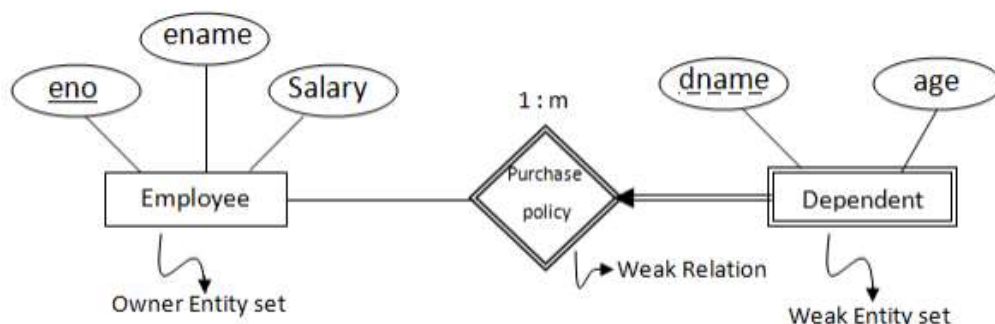 ename
eno
Salary
dname
age
1 : m
Employee
Purchase
policy
Dependent
Weak Relation
Owner Entity set
Weak Entity set